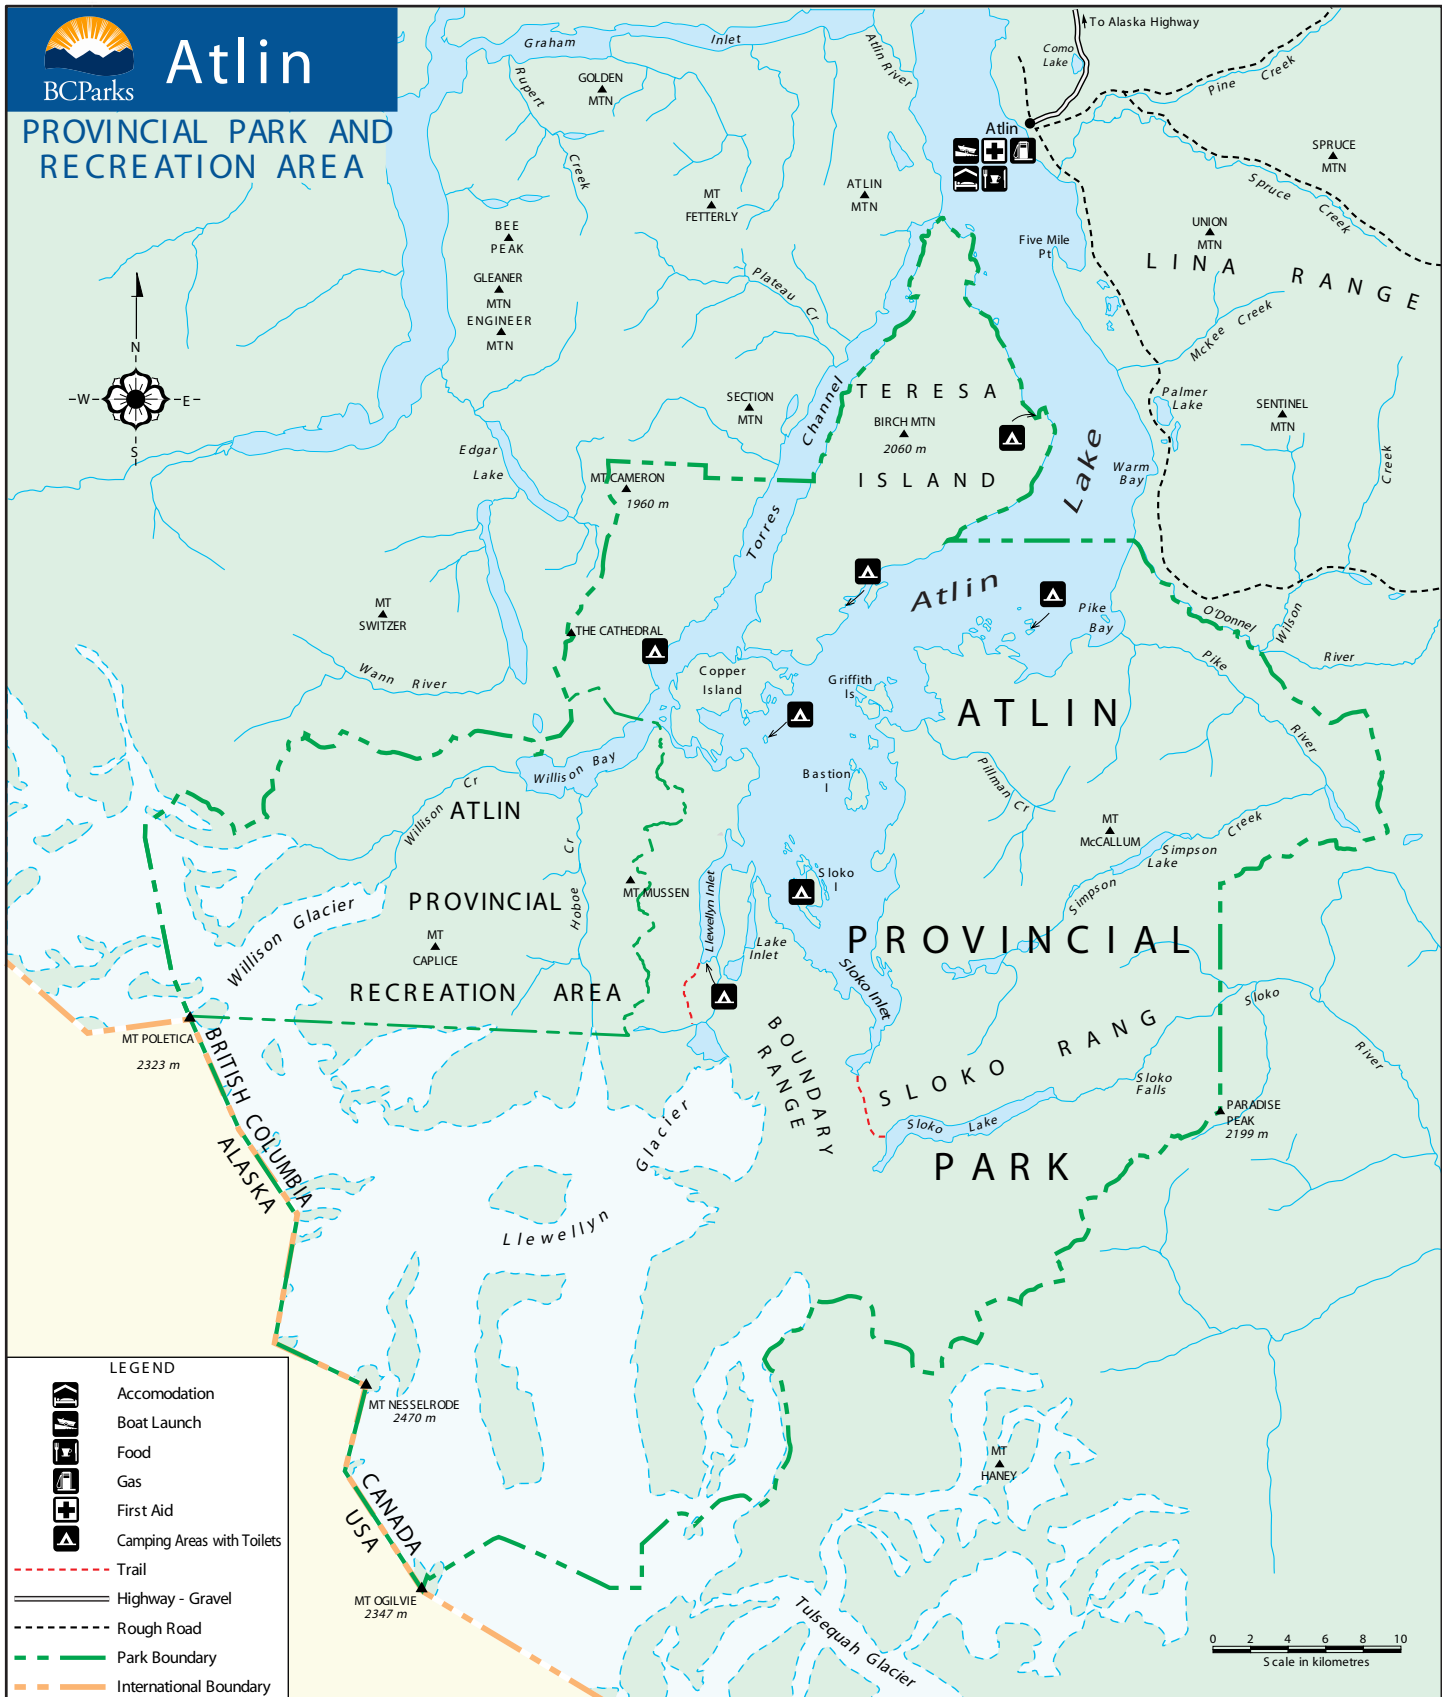 BCParks
Atlin
PROVINCIAL PARK AND
RECREATION AREA
To Alaska Highway
Graham
Inlet
Atlin River
Como
Lake
Pine Creek
Rupert
Creek
GOLDEN
MTN
Atlin
SPRUCE
MTN
Spruce Creek
MT
FETTERLY
ATLIN
MTN
BEE
PEAK
UNION
MTN
Five Mile
Pt
LINA RANGE
GLEANER
MTN
ENGINEER
MTN
Plateau Cr
McKee Creek
N
W
E
S
Channel
TERESA
BIRCH MTN
2060 m
ISLAND
SECTION
MTN
Palmer
Lake
SENTINEL
MTN
Edgar
Lake
Lake
Warm
Bay
Creek
MT CAMERON
1960 m
Torres
Atlin
MT
SWITZER
THE CATHEDRAL
Pike
Bay
O'Donnel
Wilson
River
Wann River
Copper
Island
Griffith
Is
Pike
River
ATLIN
Willison Bay
Bastion
I
Pillman Cr
Willison Cr
ATLIN
MT
McCALLUM
Simpson
Lake
Creek
Simpson
Hoboe Cr
MT MUSSEN
Sloko
I
PROVINCIAL
Llewellyn Inlet
Willison Glacier
MT
CAPLICE
Lake
Inlet
PROVINCIAL
Sloko Inlet
RECREATION AREA
Sloko
River
MT POLETICA
2323 m
BOUNDARY
RANGE
SLOKO RANG
Sloko
Falls
BRITISH COLUMBIA
ALASKA
Glacier
Sloko Lake
PARADISE
PEAK
2199 m
PARK
Llewellyn
MT NESSELRODE
2470 m
MT
HANEY
CANADA
USA
MT OGILVIE
2347 m
Tulsequah Glacier
LEGEND
Accomodation
Boat Launch
Food
Gas
First Aid
Camping Areas with Toilets
Trail
Highway - Gravel
Rough Road
Park Boundary
International Boundary
0 2 4 6 8 10
Scale in kilometres